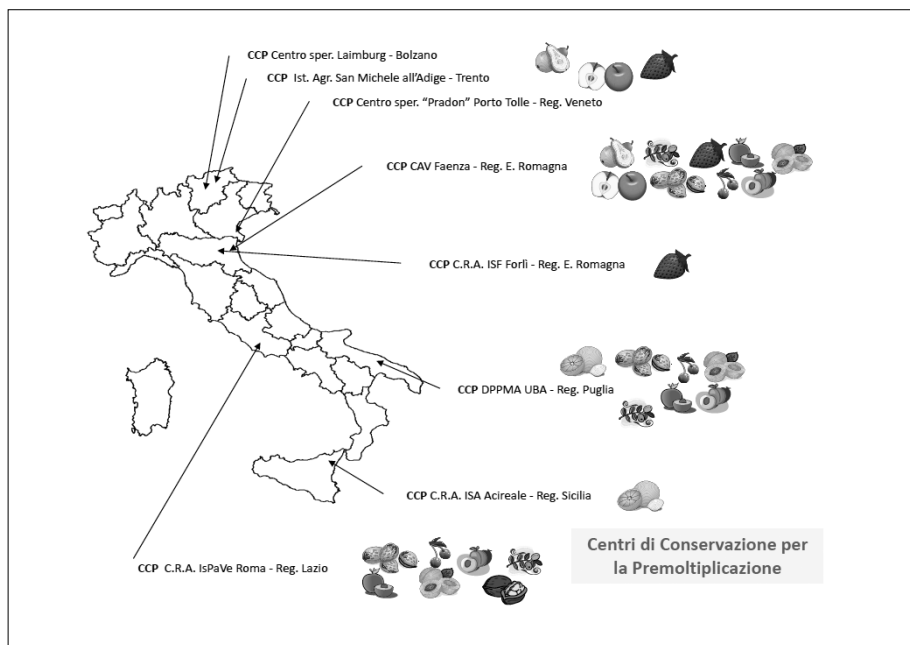 CCP Centro sper. Laimburg - Bolzano
CCP Ist. Agr. San Michele all'Adige - Trento
CCP Centro sper. "Pradon" Porto Tolle - Reg. Veneto
CCP CAV Faenza - Reg. E. Romagna
CCP C.R.A. ISF Forlì - Reg. E. Romagna
CCP DPPMA UBA - Reg. Puglia
CCP C.R.A. ISA Acireale - Reg. Sicilia
CCP C.R.A. IsPaVe Roma - Reg. Lazio
Centri di Conservazione per
la Premoltiplicazione